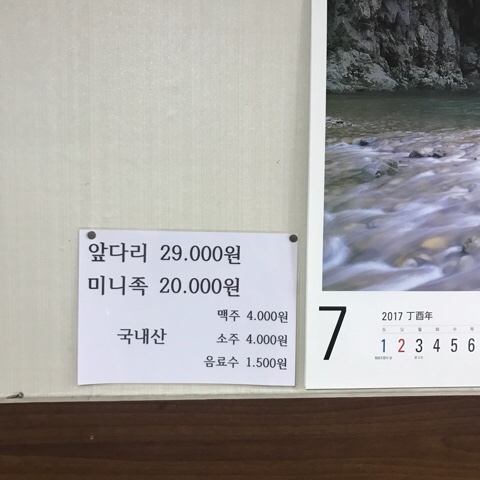 앞다리 29.000원
미니족 20.000원
맥주 4.000원
국내산 소주 4.000원
음료수 1.500원
7
2017 丁酉年
1 2 3 4 5 6